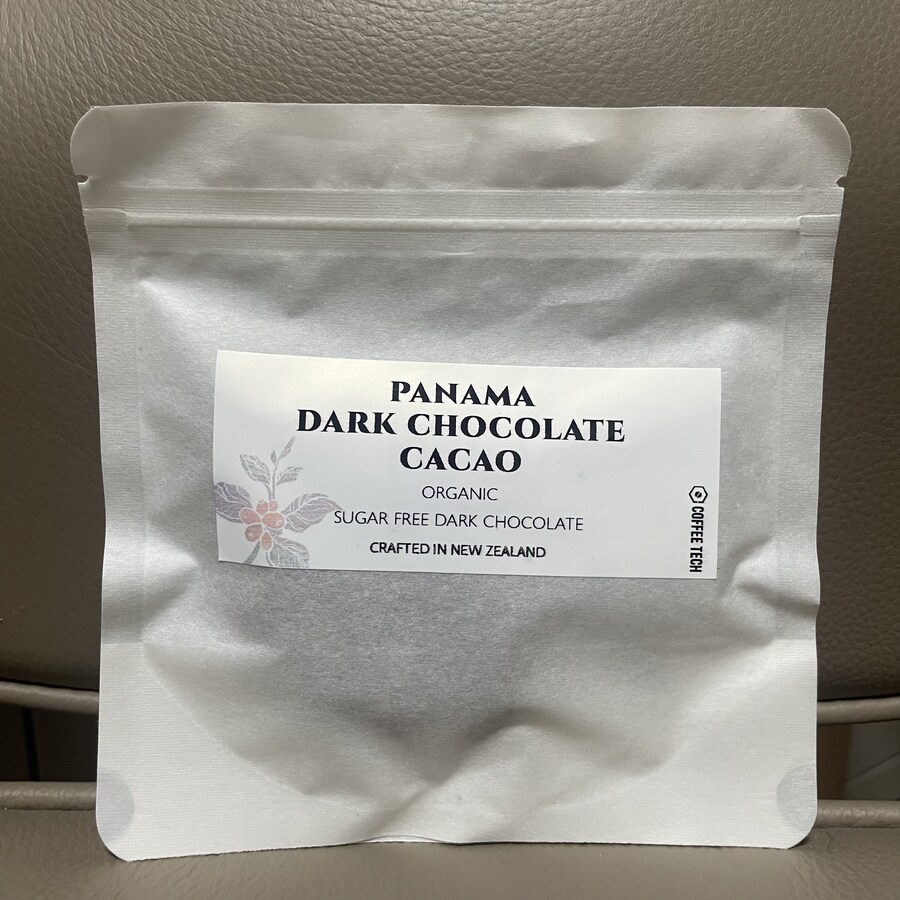 PANAMA
DARK CHOCOLATE
CACAO
ORGANIC
SUGAR FREE DARK CHOCOLATE
CRAFTED IN NEW ZEALAND
COFFEE TECH